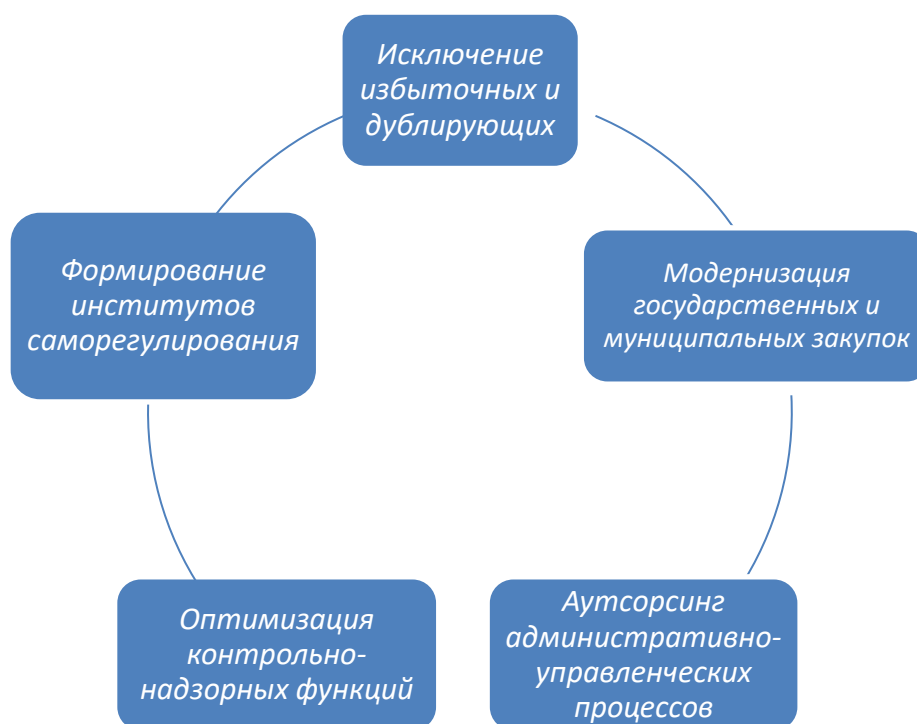 Исключение
избыточных и
дублирующих
Формирование
институтов
саморегулирования
Модернизация
государственных и
муниципальных закупок
Оптимизация
контрольно-
надзорных функций
Аутсорсинг
административно-
управленческих
процессов